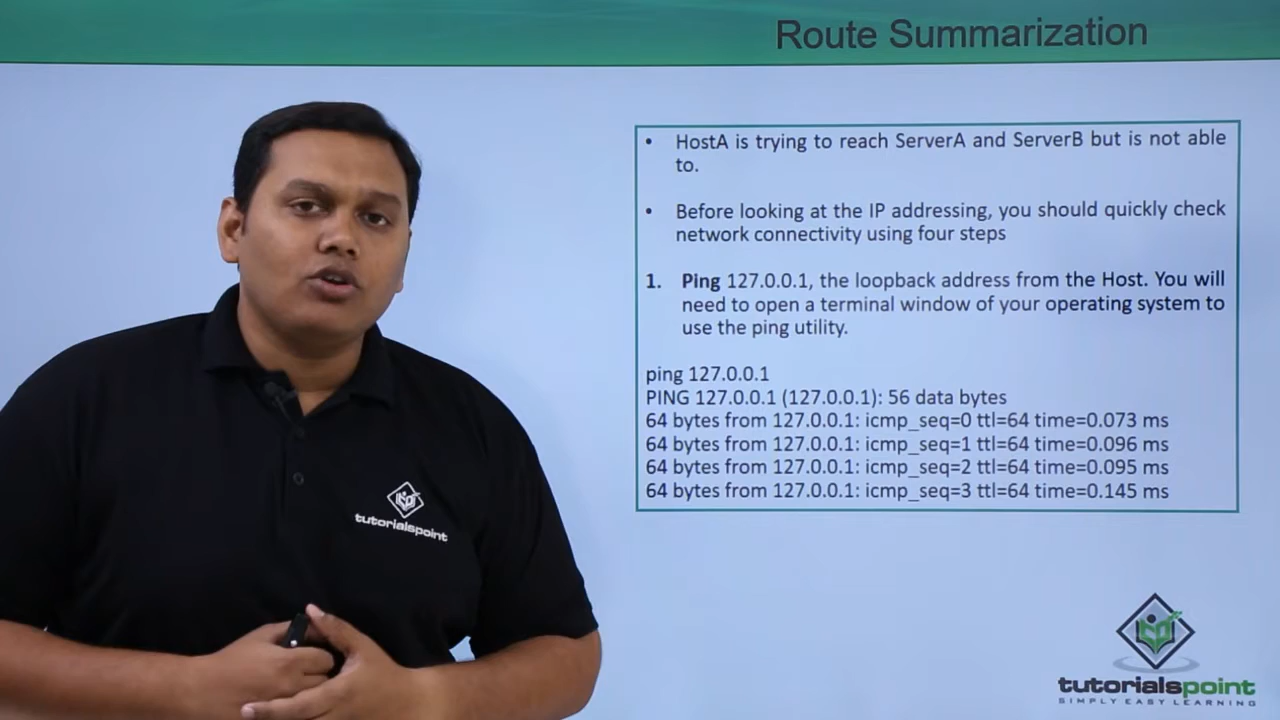 Route Summarization
• HostA is trying to reach ServerA and ServerB but is not able
to.
• Before looking at the IP addressing, you should quickly check
network connectivity using four steps
1. Ping 127.0.0.1, the loopback address from the Host. You will
need to open a terminal window of your operating system to
use the ping utility.
ping 127.0.0.1
PING 127.0.0.1 (127.0.0.1): 56 data bytes
64 bytes from 127.0.0.1: icmp_seq=0 ttl=64 time=0.073 ms
64 bytes from 127.0.0.1: icmp_seq=1 ttl=64 time=0.096 ms
64 bytes from 127.0.0.1: icmp_seq=2 ttl=64 time=0.095 ms
64 bytes from 127.0.0.1: icmp_seq=3 ttl=64 time=0.145 ms
tutorialspoint
tutorialspoint
SIMPLY EASY LEARNING